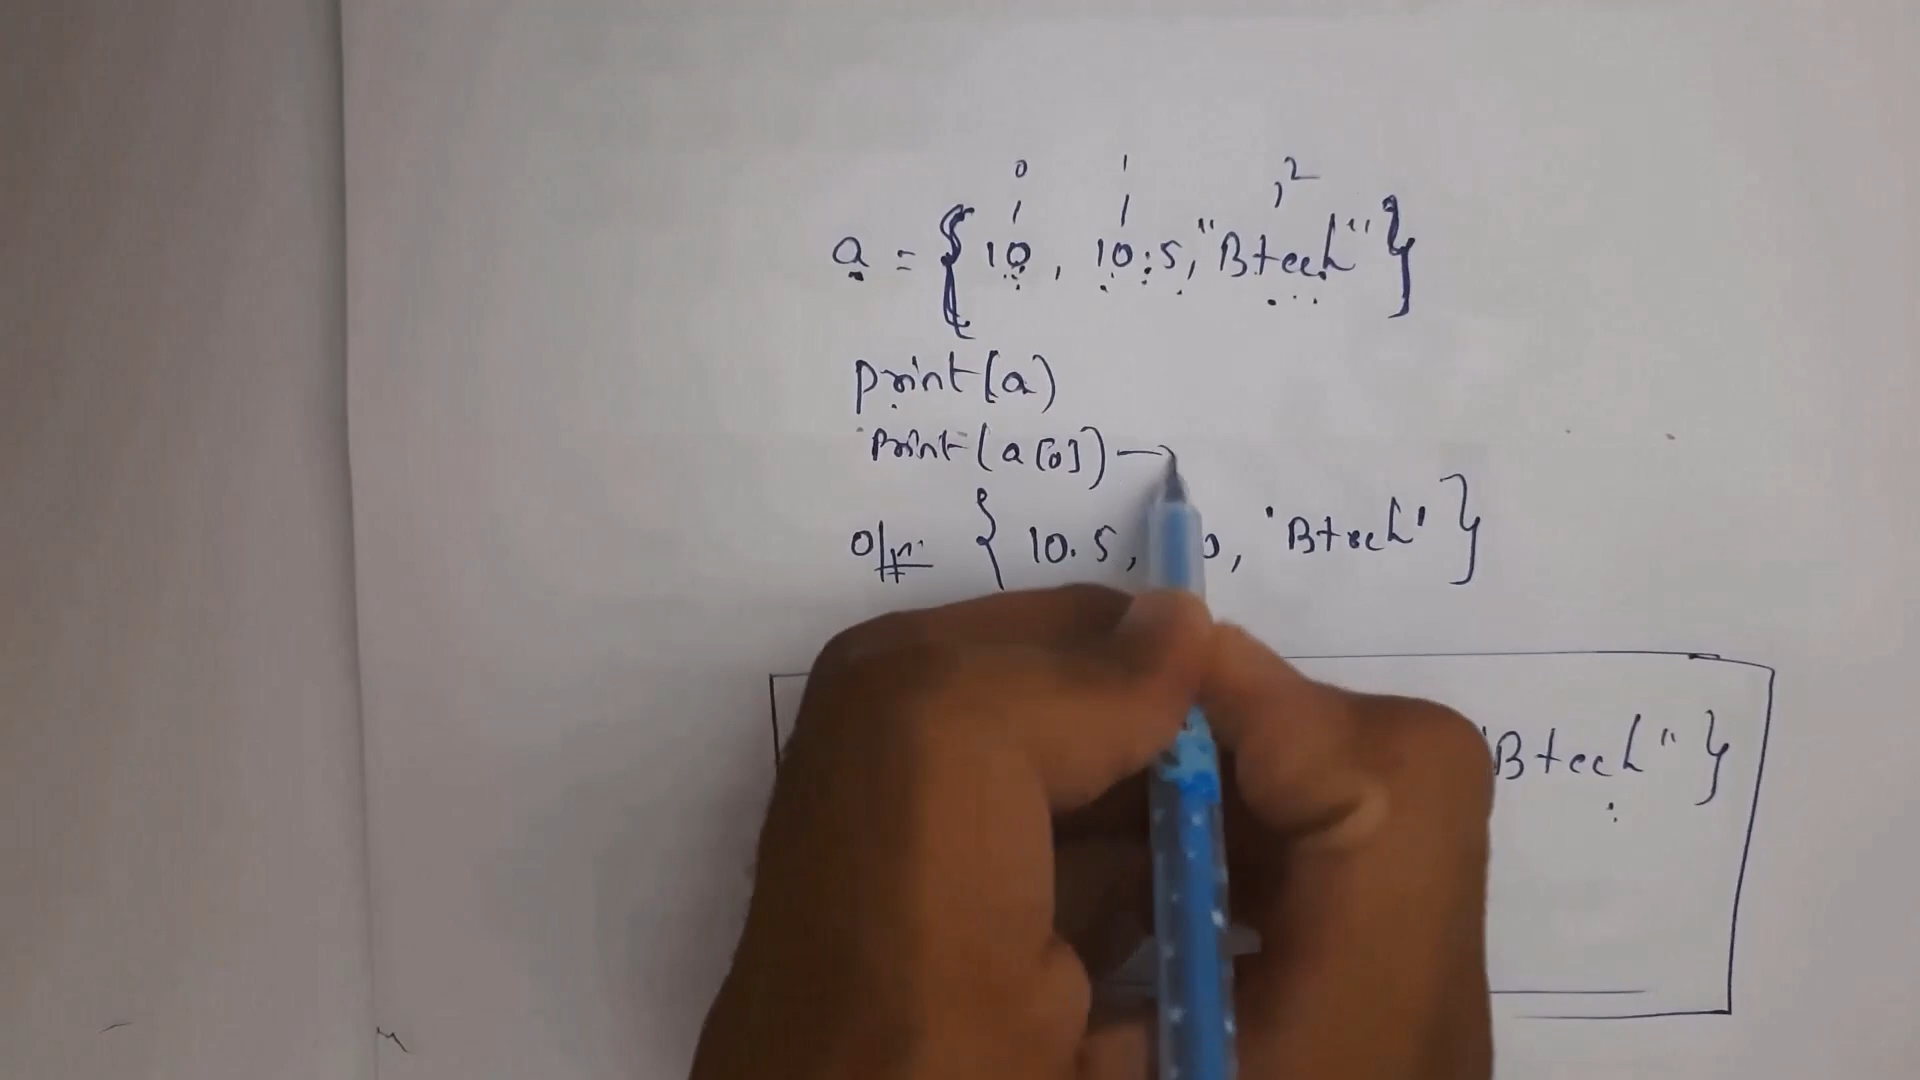 0 1 2
a = {10, 10.5, "Btech"}
print(a)
print(a[0]) →
O/P { 10.5, 'Btech' }
Btech" }